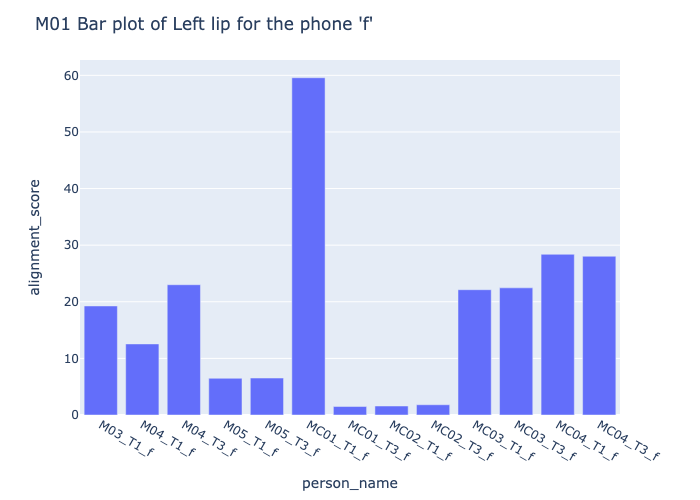 M01 Bar plot of Left lip for the phone 'f'
alignment_score
60
50
40
30
20
10
0
M03_T1_f
M04_T1_f
M04_T3_f
M05_T1_f
M05_T3_f
MC01_T1_f
MC01_T3_f
MC02_T1_f
MC02_T3_f
MC03_T1_f
MC03_T3_f
MC04_T1_f
MC04_T3_f
person_name